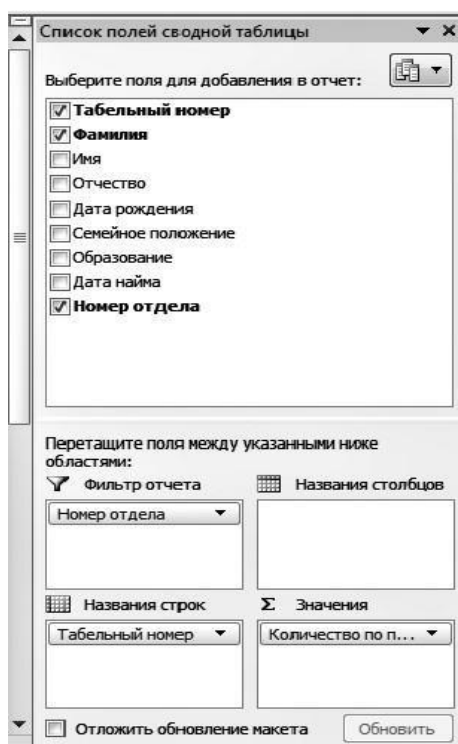 Список полей сводной таблицы
Выберите поля для добавления в отчет:
Табельный номер
Фамилия
Имя
Отчество
Дата рождения
Семейное положение
Образование
Дата найма
Номер отдела
Перетащите поля между указанными ниже
областями:
Фильтр отчета
Названия столбцов
Номер отдела
Названия строк
Σ Значения
Табельный номер
Количество по п...
Отложить обновление макета
Обновить